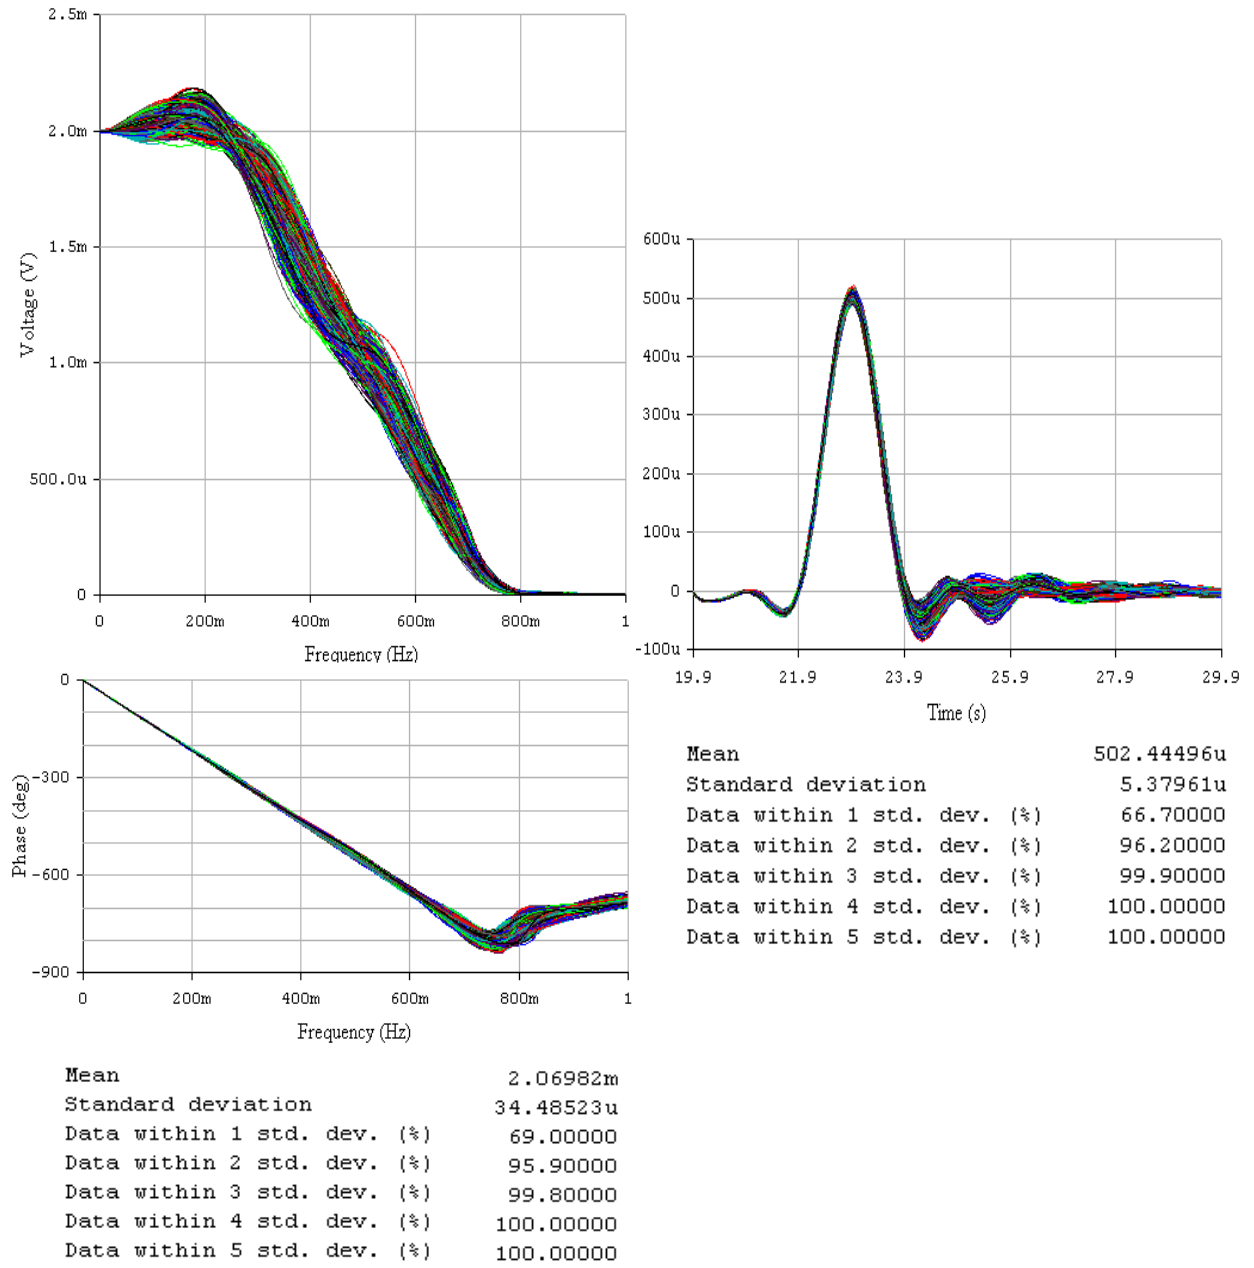 2.5m
2.0m
1.5m
1.0m
500.0u
0
Voltage (V)
0 200m 400m 600m 800m 1
Frequency (Hz)
600u
500u
400u
300u
200u
100u
0
-100u
19.9 21.9 23.9 25.9 27.9 29.9
Time (s)
Mean 502.44496u
Standard deviation 5.37961u
Data within 1 std. dev. (%) 66.70000
Data within 2 std. dev. (%) 96.20000
Data within 3 std. dev. (%) 99.90000
Data within 4 std. dev. (%) 100.00000
Data within 5 std. dev. (%) 100.00000
0
-300
-600
-900
Phase (deg)
0 200m 400m 600m 800m 1
Frequency (Hz)
Mean 2.06982m
Standard deviation 34.48523u
Data within 1 std. dev. (%) 69.00000
Data within 2 std. dev. (%) 95.90000
Data within 3 std. dev. (%) 99.80000
Data within 4 std. dev. (%) 100.00000
Data within 5 std. dev. (%) 100.00000